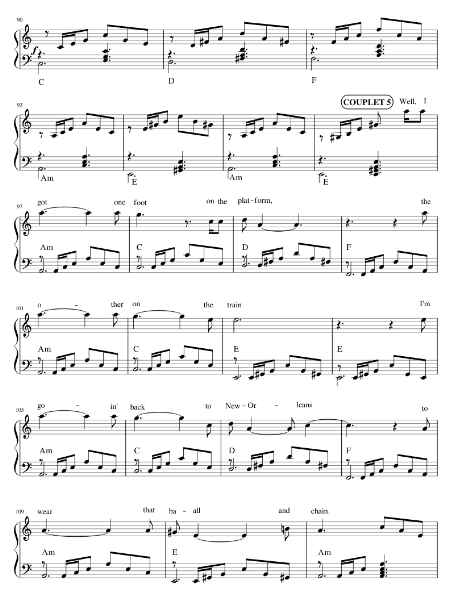 90
C D F
93
COUPLET 5 Well, I
Am E Am E
97
got one foot on the plat-form, the
Am C D F
101
o - ther on the train I'm
Am C E E
105
go - in' back to New-Or - leans to
Am C D F
109
wear that ba - all and chain.
Am E Am